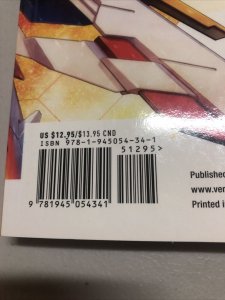 US $12.95/$13.95 CND
ISBN 978-1-945054-34-1
51295>
9 781945 054341
Published
www.ver
Printed i